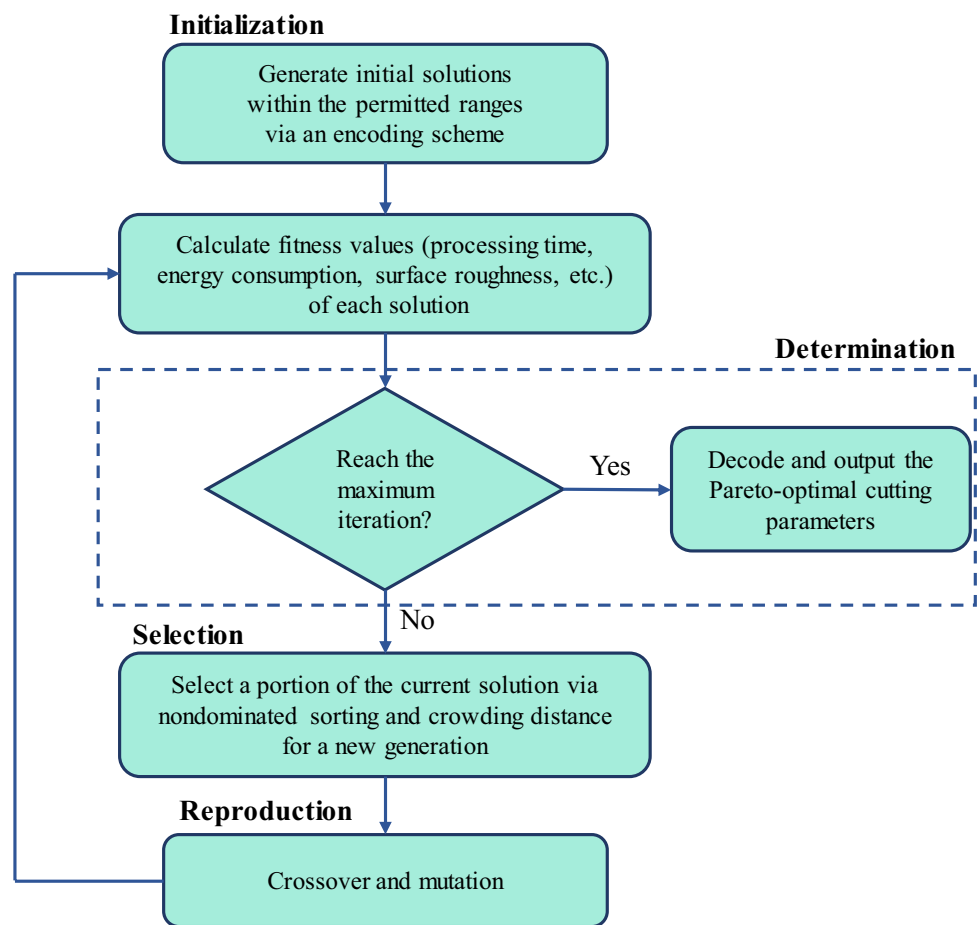 Initialization
Generate initial solutions
within the permitted ranges
via an encoding scheme
Calculate fitness values (processing time,
energy consumption, surface roughness, etc.)
of each solution
Determination
Reach the
maximum
iteration?
Yes
Decode and output the
Pareto-optimal cutting
parameters
No
Selection
Select a portion of the current solution via
nondominated sorting and crowding distance
for a new generation
Reproduction
Crossover and mutation